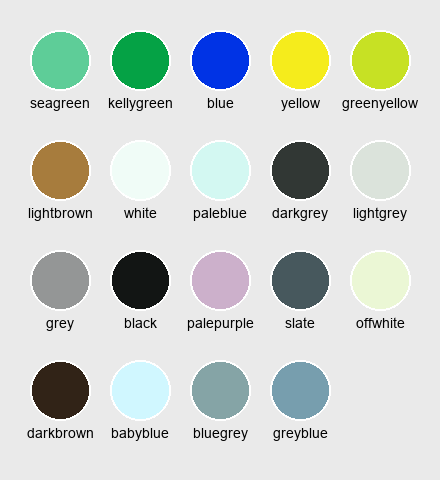 seagreen kellygreen blue yellow greenyellow
lightbrown white paleblue darkgrey lightgrey
grey black palepurple slate offwhite
darkbrown babyblue bluegrey greyblue